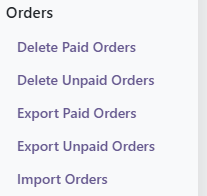 Orders
Delete Paid Orders
Delete Unpaid Orders
Export Paid Orders
Export Unpaid Orders
Import Orders